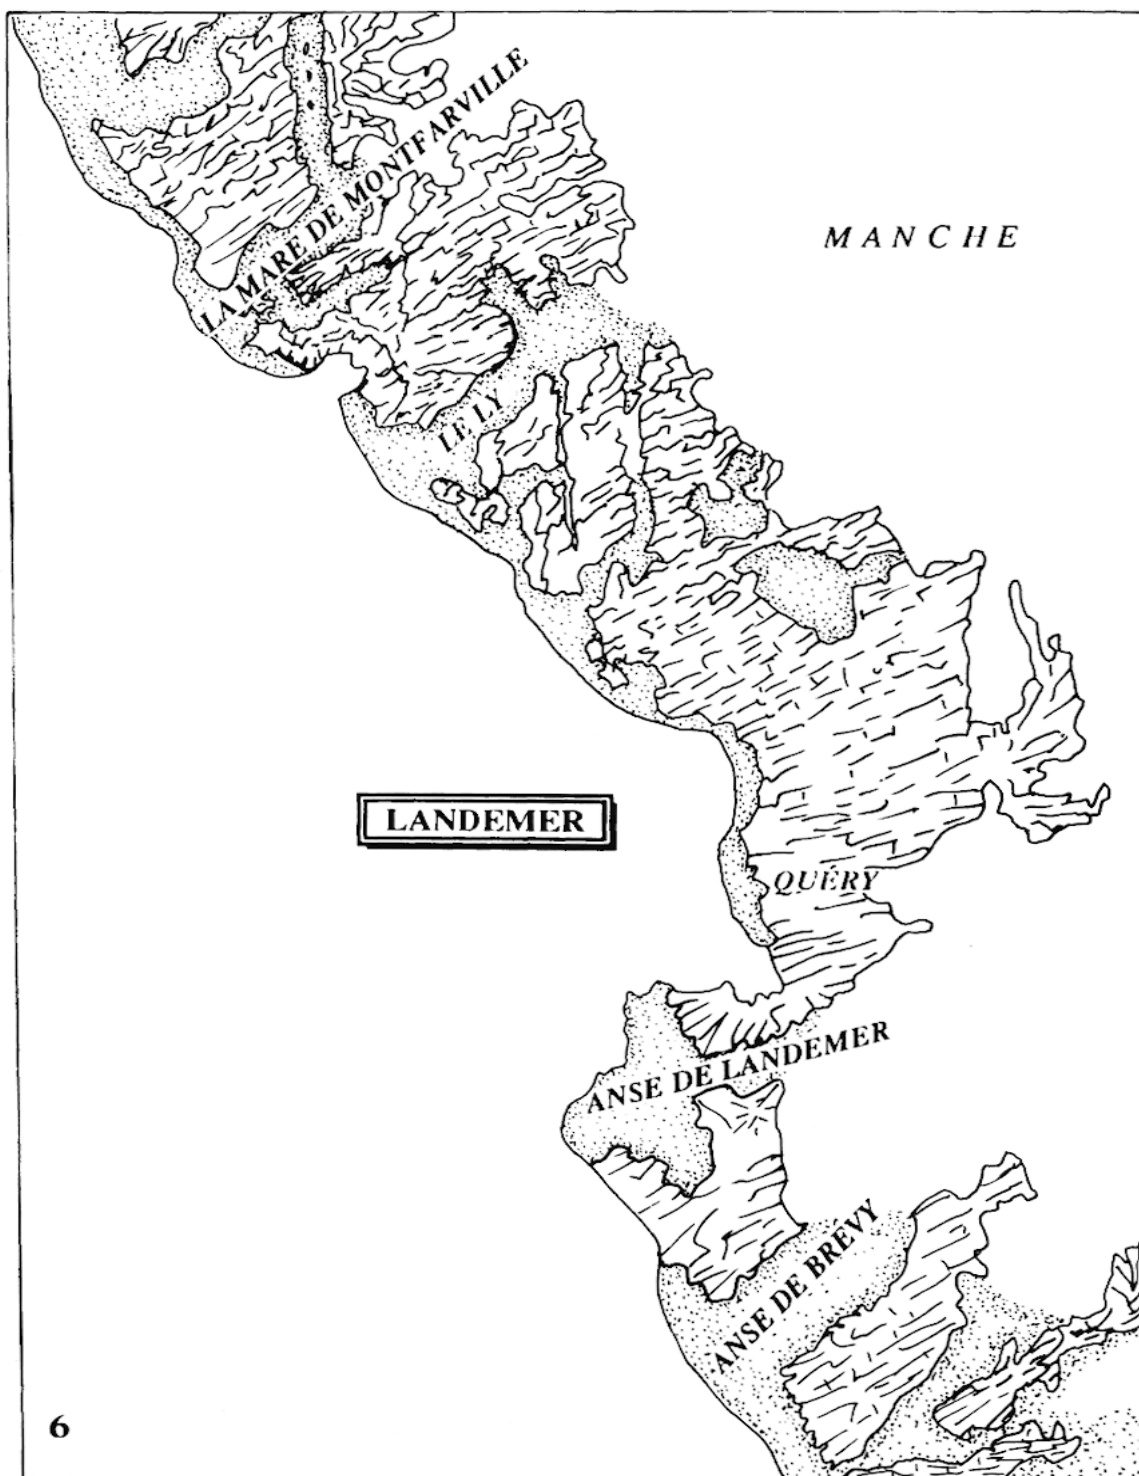 LA MARE DE MONTFARVILLE
MANCHE
LE LY
LANDEMER
QUÉRY
ANSE DE LANDEMER
ANSE DE BRÉVY
6